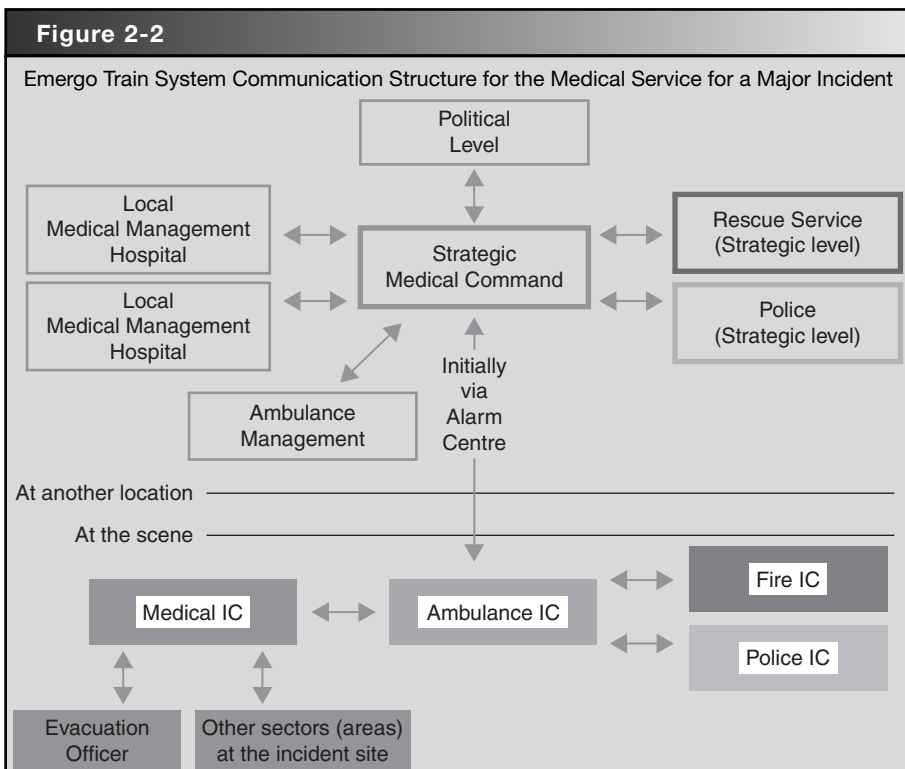 Figure 2-2
Emergo Train System Communication Structure for the Medical Service for a Major Incident
Political
Level
Local
Medical Management
Hospital
Strategic
Medical Command
Rescue Service
(Strategic level)
Local
Medical Management
Hospital
Police
(Strategic level)
Ambulance
Management
Initially
via
Alarm
Centre
At another location
At the scene
Medical IC
Ambulance IC
Fire IC
Police IC
Evacuation
Officer
Other sectors (areas)
at the incident site